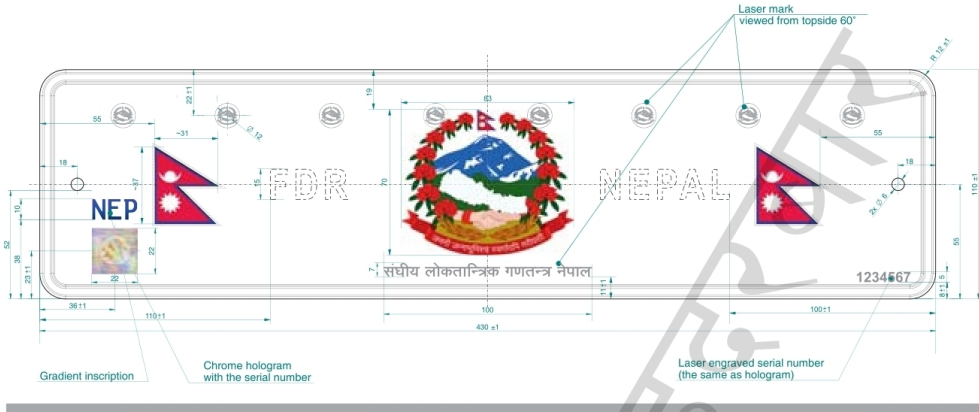 Laser mark
viewed from topside 60°
R 12 ±1
22±1
19
63
Ø 12
55
~31
55
18
18
~37
15
FDR
70
NEPAL
2x Ø 6
110 ±1
NEP
10
52
38
22
23±1
55
7
संघीय लोकतान्त्रिक गणतन्त्र नेपाल
11±1
1234567
5
8±1
36±1
110±1
100
100±1
430 ±1
Gradient inscription
Chrome hologram
with the serial number
Laser engraved serial number
(the same as hologram)